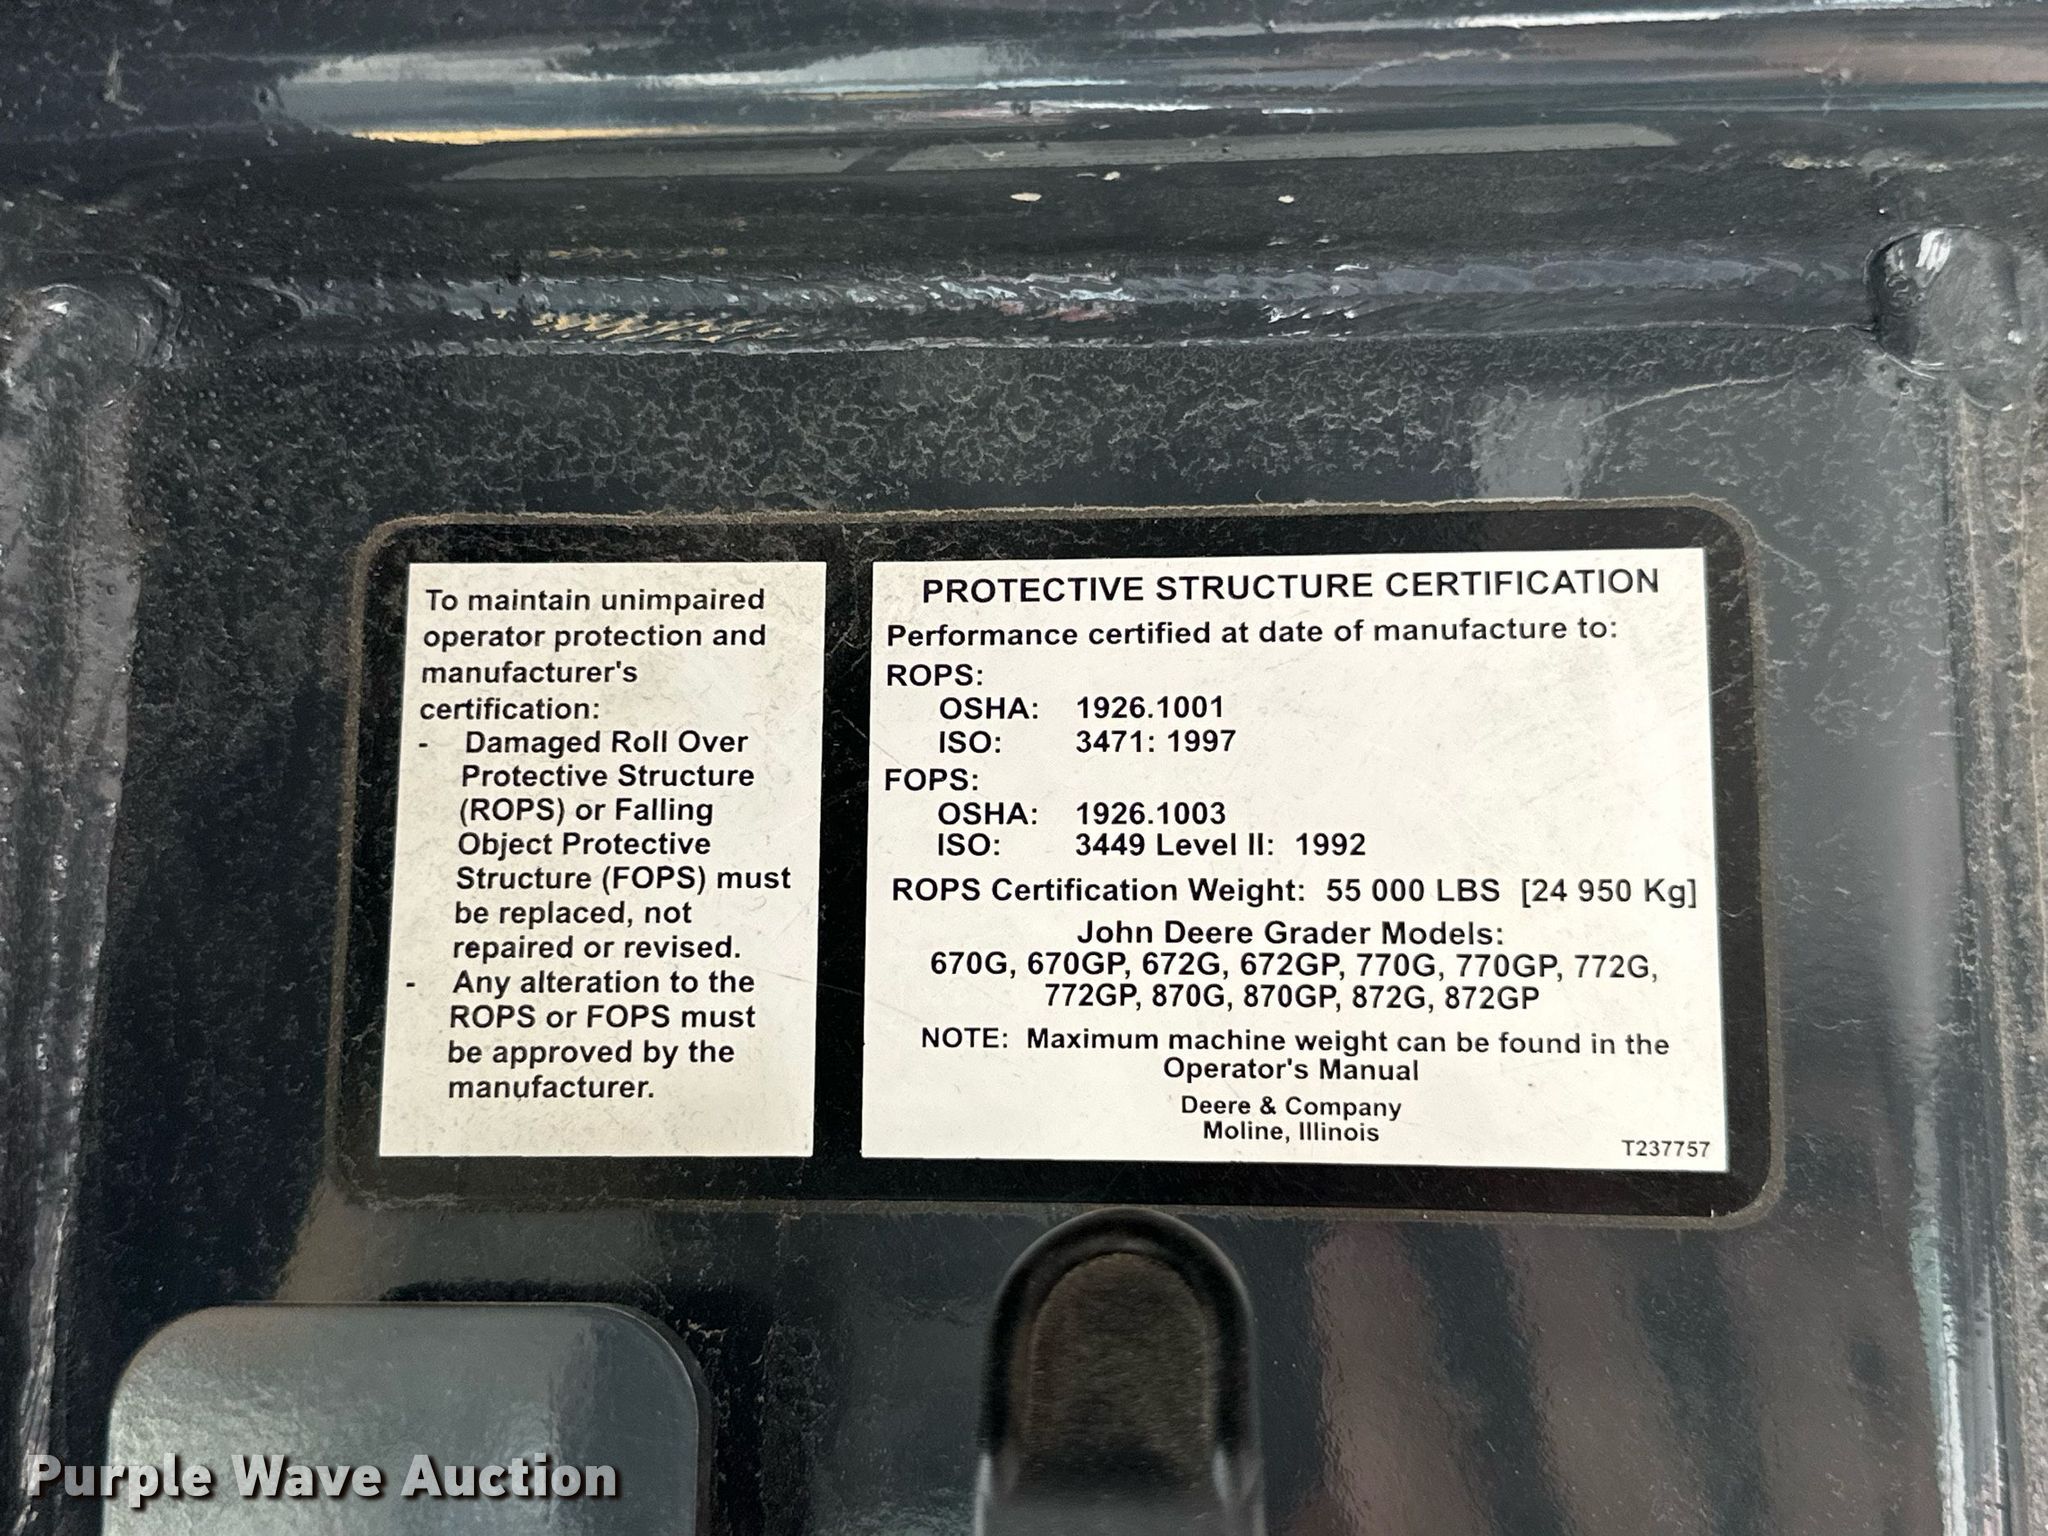 To maintain unimpaired
operator protection and
manufacturer's
certification:
- Damaged Roll Over
Protective Structure
(ROPS) or Falling
Object Protective
Structure (FOPS) must
be replaced, not
repaired or revised.
- Any alteration to the
ROPS or FOPS must
be approved by the
manufacturer.
PROTECTIVE STRUCTURE CERTIFICATION
Performance certified at date of manufacture to:
ROPS:
OSHA: 1926.1001
ISO: 3471: 1997
FOPS:
OSHA: 1926.1003
ISO: 3449 Level II: 1992
ROPS Certification Weight: 55 000 LBS [24 950 Kg]
John Deere Grader Models:
670G, 670GP, 672G, 672GP, 770G, 770GP, 772G,
772GP, 870G, 870GP, 872G, 872GP
NOTE: Maximum machine weight can be found in the
Operator's Manual
Deere & Company
Moline, Illinois
T237757
Purple Wave Auction